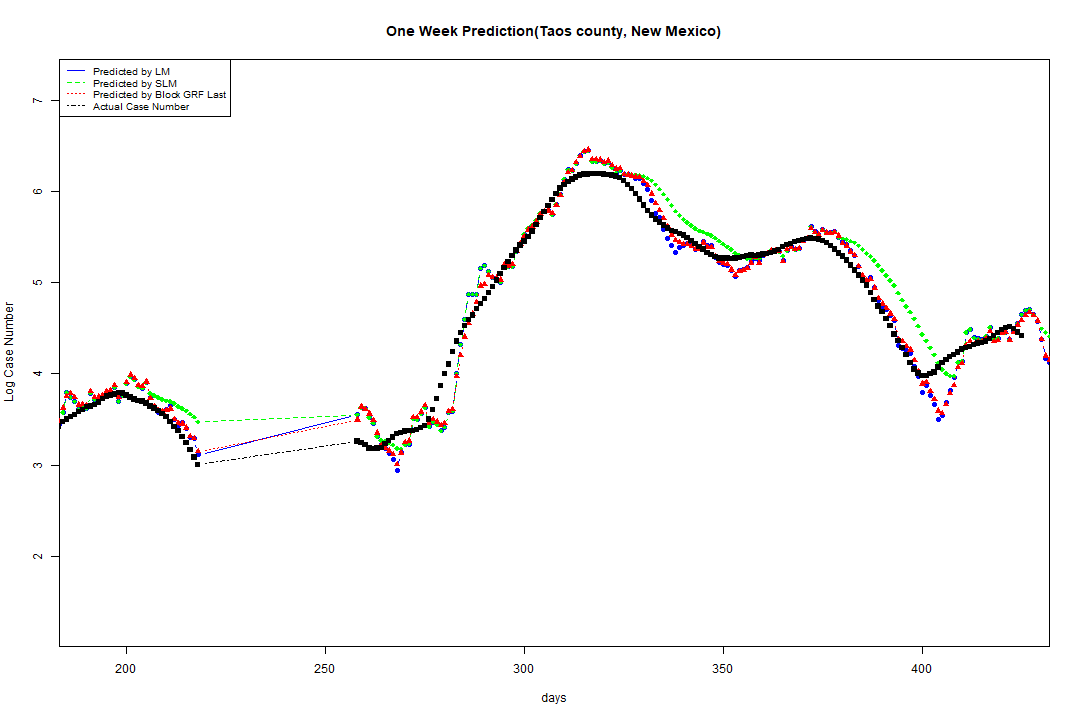 One Week Prediction(Taos county, New Mexico)
Predicted by LM
Predicted by SLM
Predicted by Block GRF Last
Actual Case Number
7
6
5
4
3
2
Log Case Number
200 250 300 350 400
days